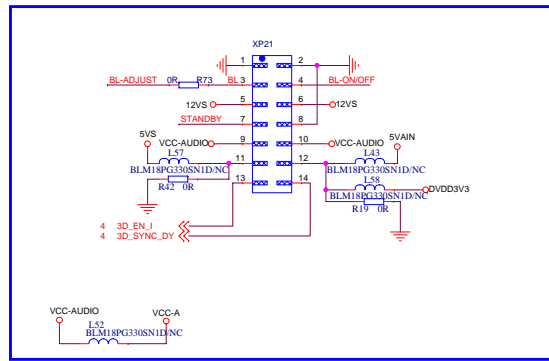 XP21
1 2
BL-ADJUST 0R R73 BL 3 4 BL-ON/OFF
12VS 5 6 12VS
STANDBY 7 8
5VS VCC-AUDIO 9 10 VCC-AUDIO 5VAIN
L57 11 12 L43
BLM18PG330SN1D/NC BLM18PG330SN1D/NC
R42 0R 13 14 L58 DVDD3V3
BLM18PG330SN1D/NC
R19 0R
4 3D_EN_I
4 3D_SYNC_DY
VCC-AUDIO VCC-A
L52
BLM18PG330SN1D/NC